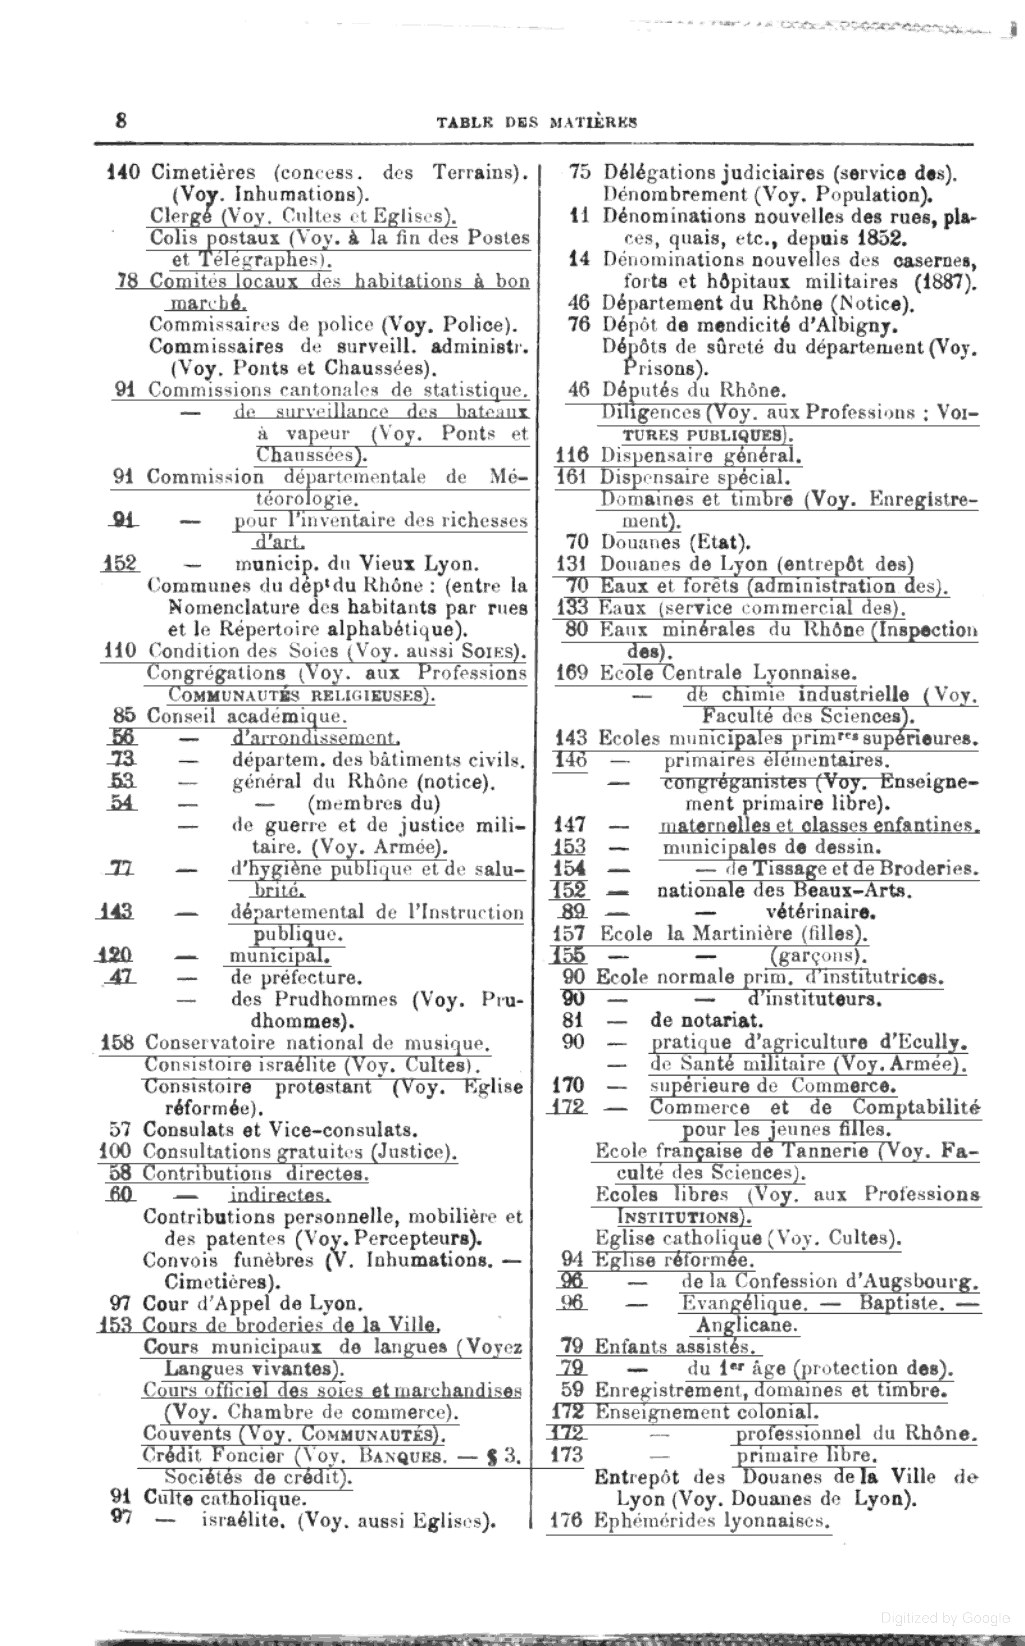 8
TABLE DES MATIÈRES
140 Cimetières (concess. des Terrains).
(Voy. Inhumations).
Clergé (Voy. Cultes et Eglises).
Colis postaux (Voy. à la fin des Postes
et Télégraphes).
78 Comités locaux des habitations à bon
marché.
Commissaires de police (Voy. Police).
Commissaires de surveill. administr.
(Voy. Ponts et Chaussées).
91 Commissions cantonales de statistique.
— de surveillance des bateaux
à vapeur (Voy. Ponts et
Chaussées).
91 Commission départementale de Mé-
téorologie.
91 — pour l'inventaire des richesses
d'art.
152 — municip. du Vieux Lyon.
Communes du dépt du Rhône : (entre la
Nomenclature des habitants par rues
et le Répertoire alphabétique).
110 Condition des Soies (Voy. aussi SOIES).
Congrégations (Voy. aux Professions
COMMUNAUTÉS RELIGIEUSES).
85 Conseil académique.
56 — d'arrondissement.
73 — départem. des bâtiments civils.
53 — général du Rhône (notice).
54 — — (membres du)
— de guerre et de justice mili-
taire. (Voy. Armée).
77 — d'hygiène publique et de salu-
brité.
143 — départemental de l'Instruction
publique.
120 — municipal.
47 — de préfecture.
— des Prudhommes (Voy. Pru-
dhommes).
158 Conservatoire national de musique.
Consistoire israélite (Voy. Cultes).
Consistoire protestant (Voy. Eglise
réformée).
57 Consulats et Vice-consulats.
100 Consultations gratuites (Justice).
58 Contributions directes.
60 — indirectes.
Contributions personnelle, mobilière et
des patentes (Voy. Percepteurs).
Convois funèbres (V. Inhumations. —
Cimetières).
97 Cour d'Appel de Lyon.
153 Cours de broderies de la Ville.
Cours municipaux de langues (Voyez
Langues vivantes).
Cours officiel des soies et marchandises
(Voy. Chambre de commerce).
Couvents (Voy. COMMUNAUTÉS).
Crédit Foncier (Voy. BANQUES. — § 3.
Sociétés de crédit).
91 Culte catholique.
97 — israélite. (Voy. aussi Eglises).
75 Délégations judiciaires (service des).
Dénombrement (Voy. Population).
11 Dénominations nouvelles des rues, pla-
ces, quais, etc., depuis 1852.
14 Dénominations nouvelles des casernes,
forts et hôpitaux militaires (1887).
46 Département du Rhône (Notice).
76 Dépôt de mendicité d'Albigny.
Dépôts de sûreté du département (Voy.
Prisons).
46 Députés du Rhône.
Diligences (Voy. aux Professions : VOI-
TURES PUBLIQUES).
116 Dispensaire général.
161 Dispensaire spécial.
Domaines et timbre (Voy. Enregistre-
ment).
70 Douanes (Etat).
131 Douanes de Lyon (entrepôt des)
70 Eaux et forêts (administration des).
133 Eaux (service commercial des).
80 Eaux minérales du Rhône (Inspection
des).
169 Ecole Centrale Lyonnaise.
— de chimie industrielle (Voy.
Faculté des Sciences).
143 Ecoles municipales primres supérieures.
146 — primaires élémentaires.
— congréganistes (Voy. Enseigne-
ment primaire libre).
147 — maternelles et classes enfantines.
153 — municipales de dessin.
154 — — de Tissage et de Broderies.
152 — nationale des Beaux-Arts.
89 — — vétérinaire.
157 Ecole la Martinière (filles).
155 — — (garçons).
90 Ecole normale prim. d'institutrices.
90 — — d'instituteurs.
81 — de notariat.
90 — pratique d'agriculture d'Ecully.
— de Santé militaire (Voy. Armée).
170 — supérieure de Commerce.
172 — Commerce et de Comptabilité
pour les jeunes filles.
Ecole française de Tannerie (Voy. Fa-
culté des Sciences).
Ecoles libres (Voy. aux Professions
INSTITUTIONS).
Eglise catholique (Voy. Cultes).
94 Eglise réformée.
96 — de la Confession d'Augsbourg.
96 — Evangélique. — Baptiste. —
Anglicane.
79 Enfants assistés.
79 — du 1er âge (protection des).
59 Enregistrement, domaines et timbre.
172 Enseignement colonial.
172 — professionnel du Rhône.
173 — primaire libre.
Entrepôt des Douanes de la Ville de
Lyon (Voy. Douanes de Lyon).
176 Ephémérides lyonnaises.
Digitized by Google